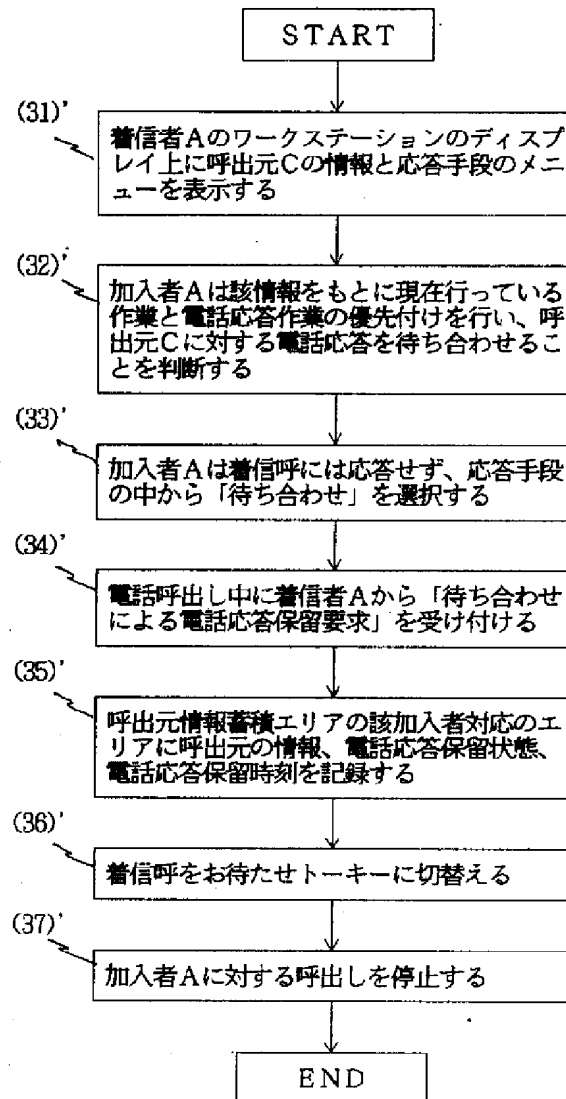 START
(31)'
着信者Aのワークステーションのディスプ
レイ上に呼出元Cの情報と応答手段のメニ
ューを表示する
(32)'
加入者Aは該情報をもとに現在行っている
作業と電話応答作業の優先付けを行い、呼
出元Cに対する電話応答を待ち合わせるこ
とを判断する
(33)'
加入者Aは着信呼には応答せず、応答手段
の中から「待ち合わせ」を選択する
(34)'
電話呼出し中に着信者Aから「待ち合わせ
による電話応答保留要求」を受け付ける
(35)'
呼出元情報蓄積エリアの該加入者対応のエ
リアに呼出元の情報、電話応答保留状態、
電話応答保留時刻を記録する
(36)'
着信呼をお待たせトーキーに切替える
(37)'
加入者Aに対する呼出しを停止する
END